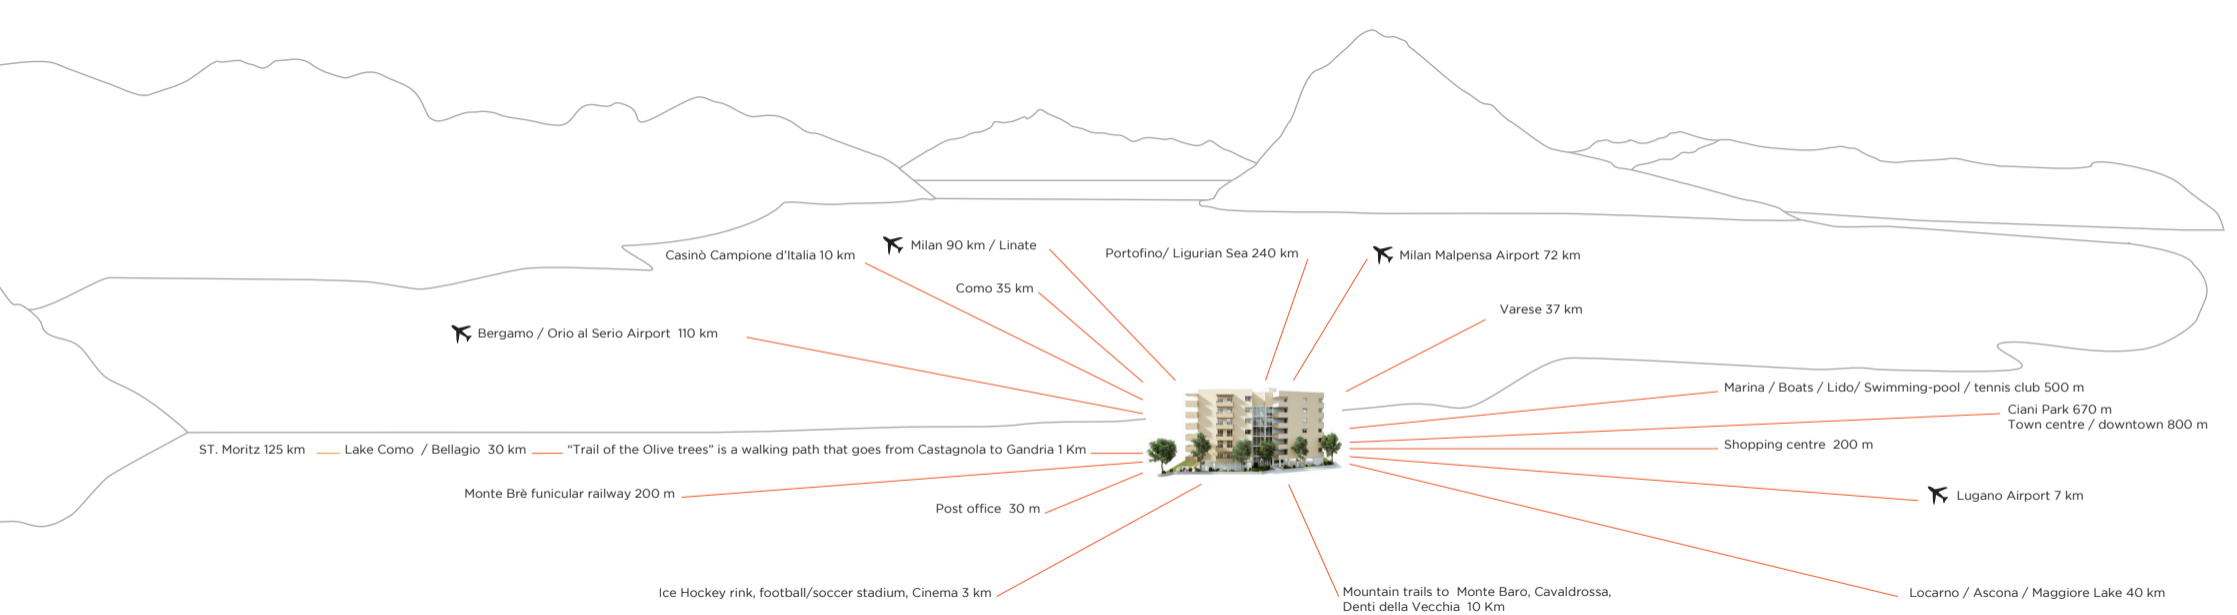 Milan 90 km / Linate
Casinò Campione d'Italia 10 km
Portofino/ Ligurian Sea 240 km
Milan Malpensa Airport 72 km
Como 35 km
Varese 37 km
Bergamo / Orio al Serio Airport 110 km
Marina / Boats / Lido/ Swimming-pool / tennis club 500 m
Ciani Park 670 m
Town centre / downtown 800 m
ST. Moritz 125 km
Lake Como / Bellagio 30 km
“Trail of the Olive trees” is a walking path that goes from Castagnola to Gandria 1 Km
Shopping centre 200 m
Monte Brè funicular railway 200 m
Lugano Airport 7 km
Post office 30 m
Ice Hockey rink, football/soccer stadium, Cinema 3 km
Mountain trails to Monte Baro, Cavaldrossa,
Denti della Vecchia 10 Km
Locarno / Ascona / Maggiore Lake 40 km